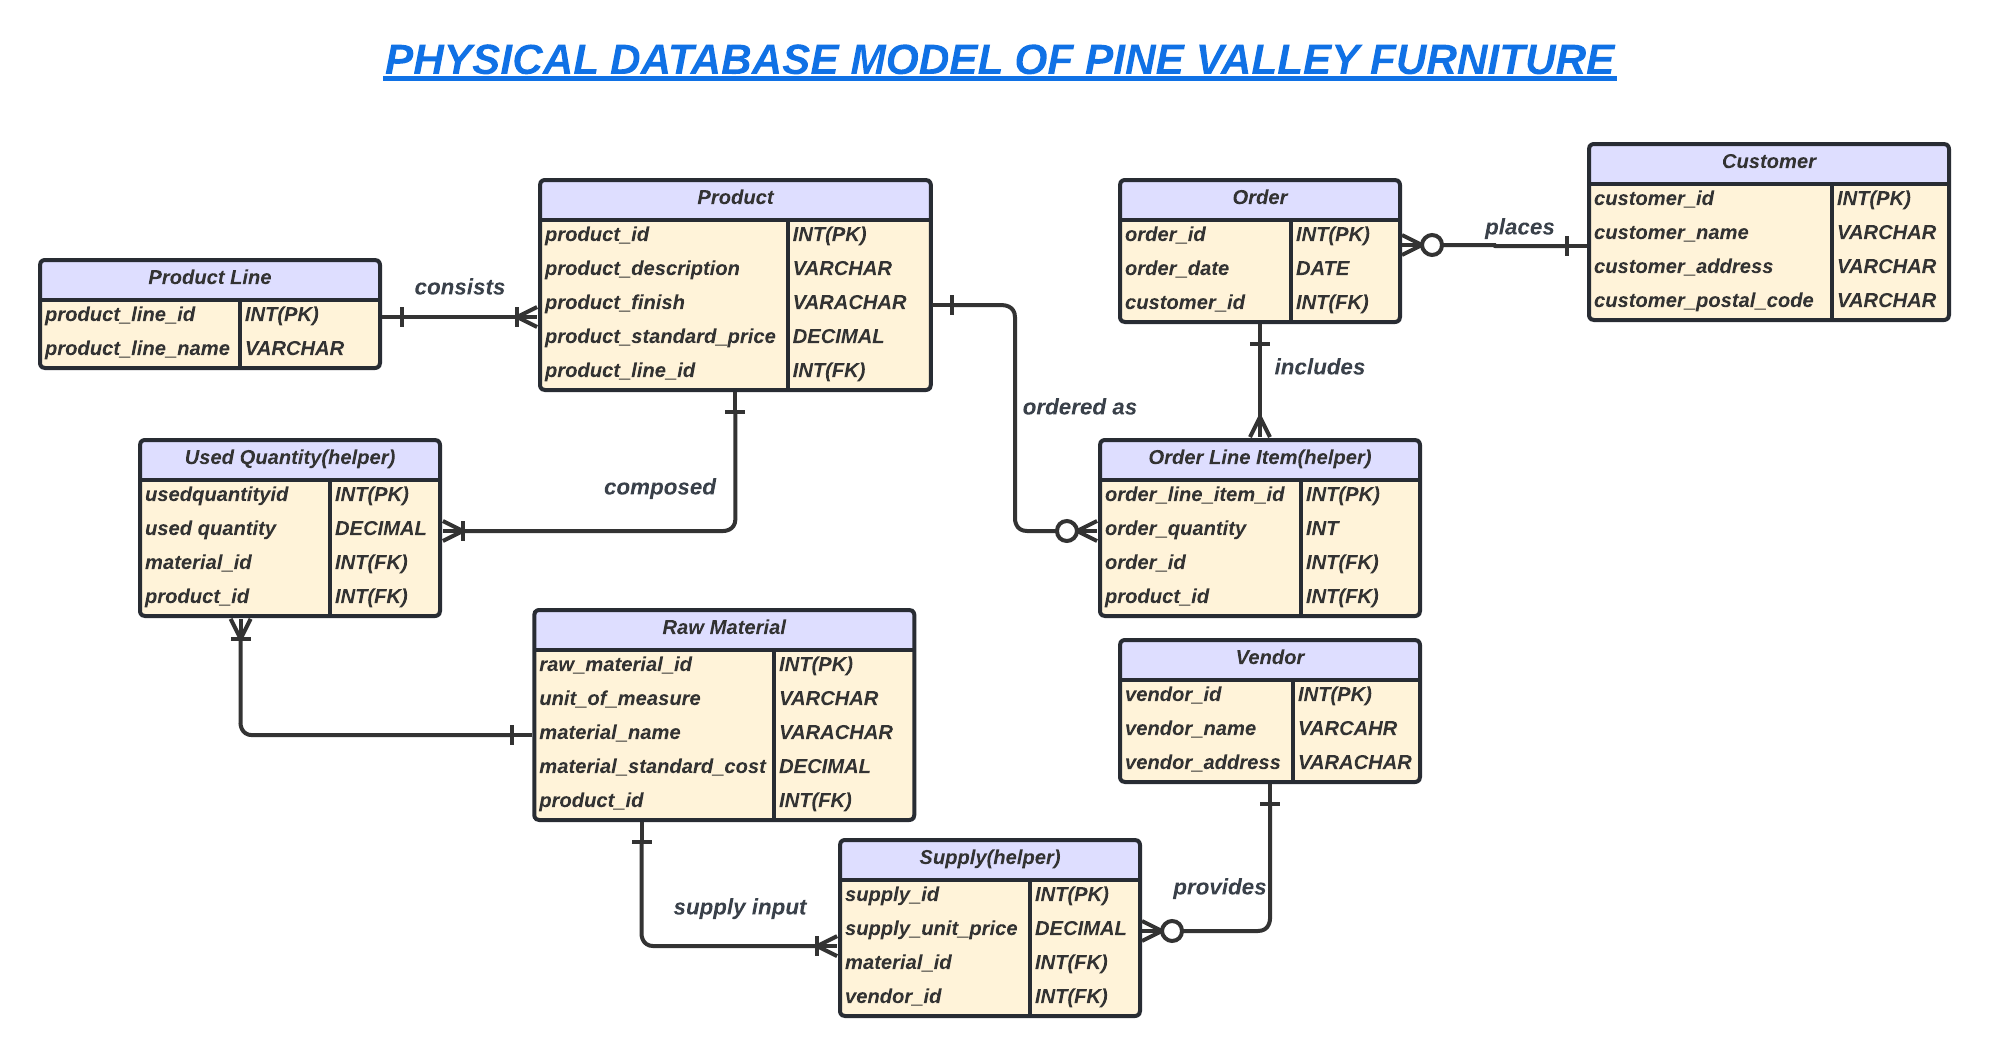 PHYSICAL DATABASE MODEL OF PINE VALLEY FURNITURE
Product Line
product_line_id INT(PK)
product_line_name VARCHAR
consists
Product
product_id INT(PK)
product_description VARCHAR
product_finish VARACHAR
product_standard_price DECIMAL
product_line_id INT(FK)
Order
order_id INT(PK)
order_date DATE
customer_id INT(FK)
places
Customer
customer_id INT(PK)
customer_name VARCHAR
customer_address VARCHAR
customer_postal_code VARCHAR
includes
ordered as
composed
Used Quantity(helper)
usedquantityid INT(PK)
used quantity DECIMAL
material_id INT(FK)
product_id INT(FK)
Order Line Item(helper)
order_line_item_id INT(PK)
order_quantity INT
order_id INT(FK)
product_id INT(FK)
Raw Material
raw_material_id INT(PK)
unit_of_measure VARCHAR
material_name VARACHAR
material_standard_cost DECIMAL
product_id INT(FK)
Vendor
vendor_id INT(PK)
vendor_name VARCAHR
vendor_address VARACHAR
supply input
provides
Supply(helper)
supply_id INT(PK)
supply_unit_price DECIMAL
material_id INT(FK)
vendor_id INT(FK)